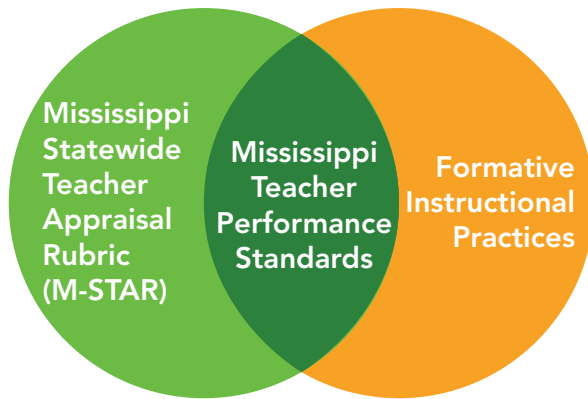 Mississippi
Statewide
Teacher
Appraisal
Rubric
(M-STAR)
Mississippi
Teacher
Performance
Standards
Formative
Instructional
Practices